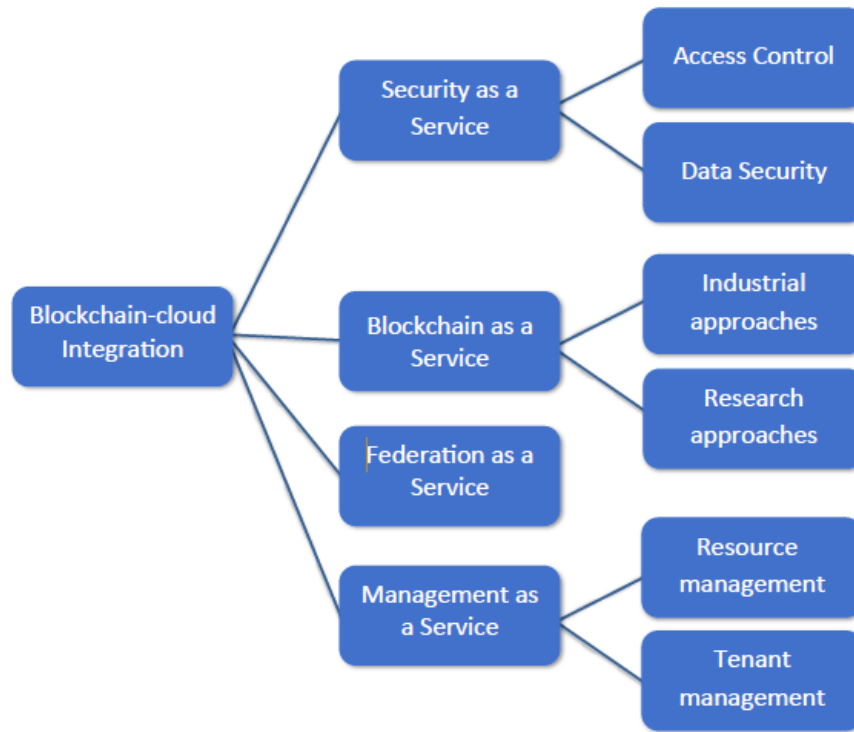 Access Control
Security as a
Service
Data Security
Blockchain-cloud
Integration
Blockchain as a
Service
Industrial
approaches
Research
approaches
Federation as a
Service
Management as
a Service
Resource
management
Tenant
management